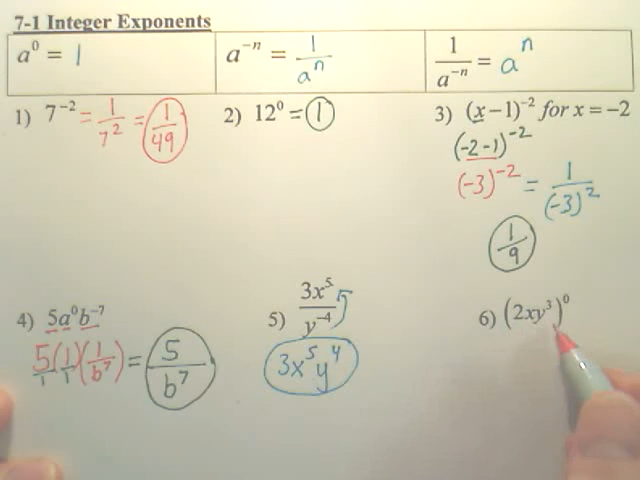 7-1 Integer Exponents
a⁰ = 1
a⁻ⁿ = 1/aⁿ
1/a⁻ⁿ = aⁿ
1) 7⁻² = 1/7² = 1/49
2) 12⁰ = 1
3) (x – 1)⁻² for x = –2
(-2-1)⁻²
(-3)⁻² = 1/(-3)²
1/9
4) 5a⁰b⁻⁷
5/1 (1/1)(1/b⁷) = 5/b⁷
5) 3x⁵/y⁻⁴
3x⁵y⁴
6) (2xy³)⁰